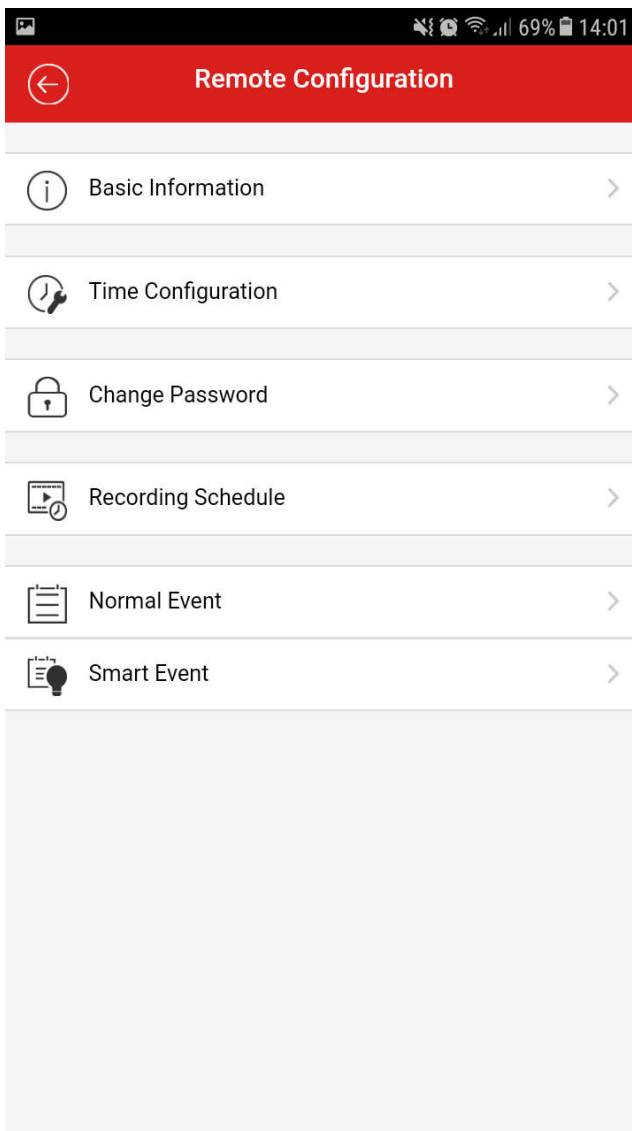 69% 14:01
Remote Configuration
Basic Information
Time Configuration
Change Password
Recording Schedule
Normal Event
Smart Event